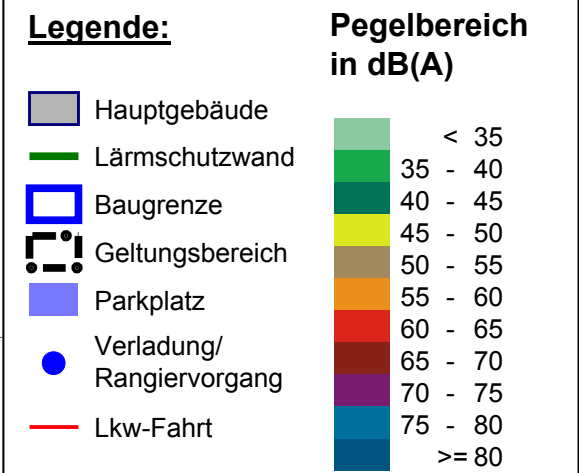 Legende:
Hauptgebäude
Lärmschutzwand
Baugrenze
Geltungsbereich
Parkplatz
Verladung/
Rangiervorgang
Lkw-Fahrt
Pegelbereich
in dB(A)
< 35
35 - 40
40 - 45
45 - 50
50 - 55
55 - 60
60 - 65
65 - 70
70 - 75
75 - 80
>= 80